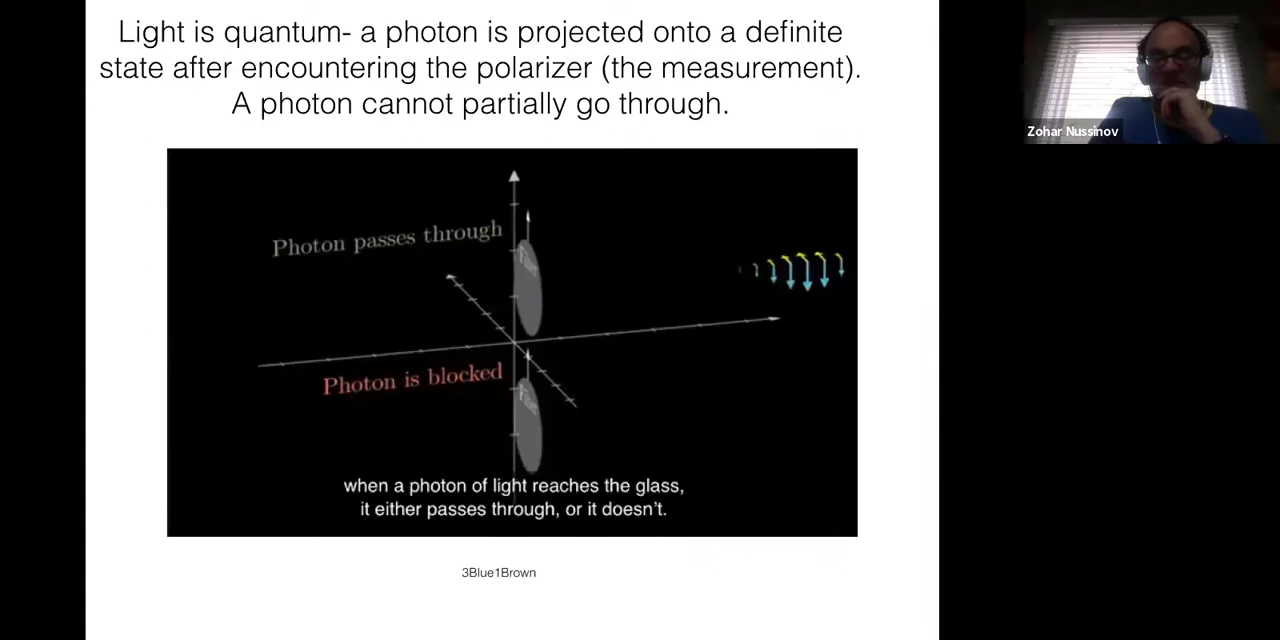 Light is quantum- a photon is projected onto a definite
state after encountering the polarizer (the measurement).
A photon cannot partially go through.
Zohar Nussinov
Photon passes through
Photon is blocked
when a photon of light reaches the glass,
it either passes through, or it doesn't.
3Blue1Brown